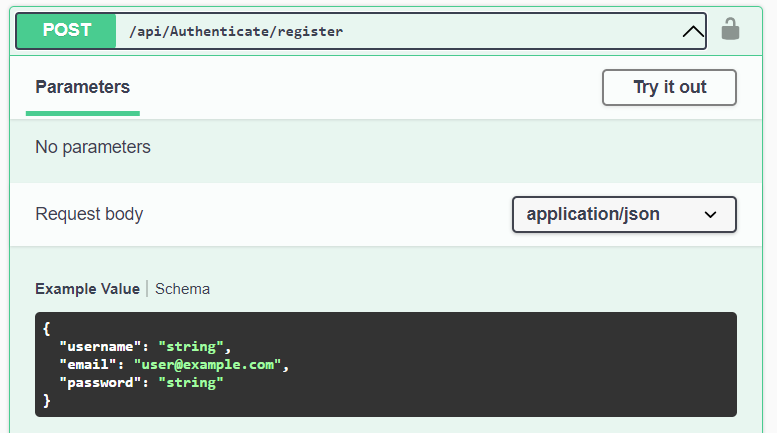 POST /api/Authenticate/register
Parameters Try it out
No parameters
Request body application/json
Example Value Schema
{
"username": "string",
"email": "user@example.com",
"password": "string"
}